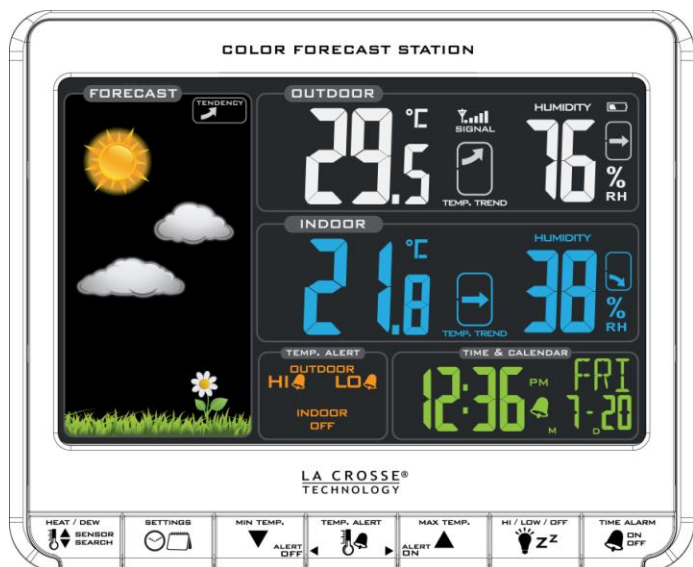 COLOR FORECAST STATION
FORECAST
TENDENCY
OUTDOOR
29.5 °C
SIGNAL
TEMP. TREND
HUMIDITY
76 % RH
INDOOR
21.8 °C
TEMP. TREND
HUMIDITY
38 % RH
TEMP. ALERT
OUTDOOR
HI LO
INDOOR
OFF
TIME & CALENDAR
12:36 PM
FRI
M 7-20 D
LA CROSSE®
TECHNOLOGY
HEAT / DEW
SENSOR
SEARCH
SETTINGS
MIN TEMP.
ALERT
OFF
TEMP. ALERT
MAX TEMP.
ALERT
ON
HI / LOW / OFF
ZZ
TIME ALARM
ON
OFF